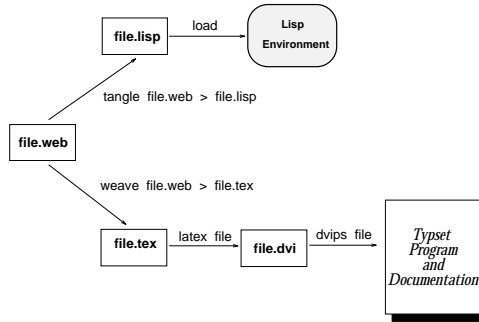 file.lisp
load
Lisp
Environment
tangle file.web > file.lisp
file.web
weave file.web > file.tex
file.tex
latex file
file.dvi
dvips file
Typset
Program
and
Documentation